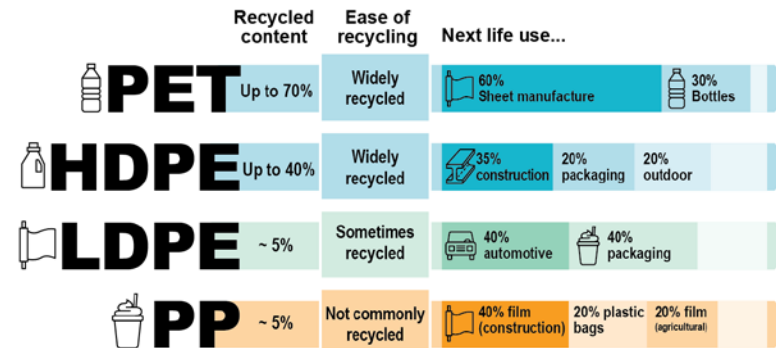 Recycled
content
Ease of
recycling
Next life use...
PET
Up to 70%
Widely
recycled
60%
Sheet manufacture
30%
Bottles
HDPE
Up to 40%
Widely
recycled
35%
construction
20%
packaging
20%
outdoor
LDPE
~ 5%
Sometimes
recycled
40%
automotive
40%
packaging
PP
~ 5%
Not commonly
recycled
40% film
(construction)
20% plastic
bags
20% film
(agricultural)